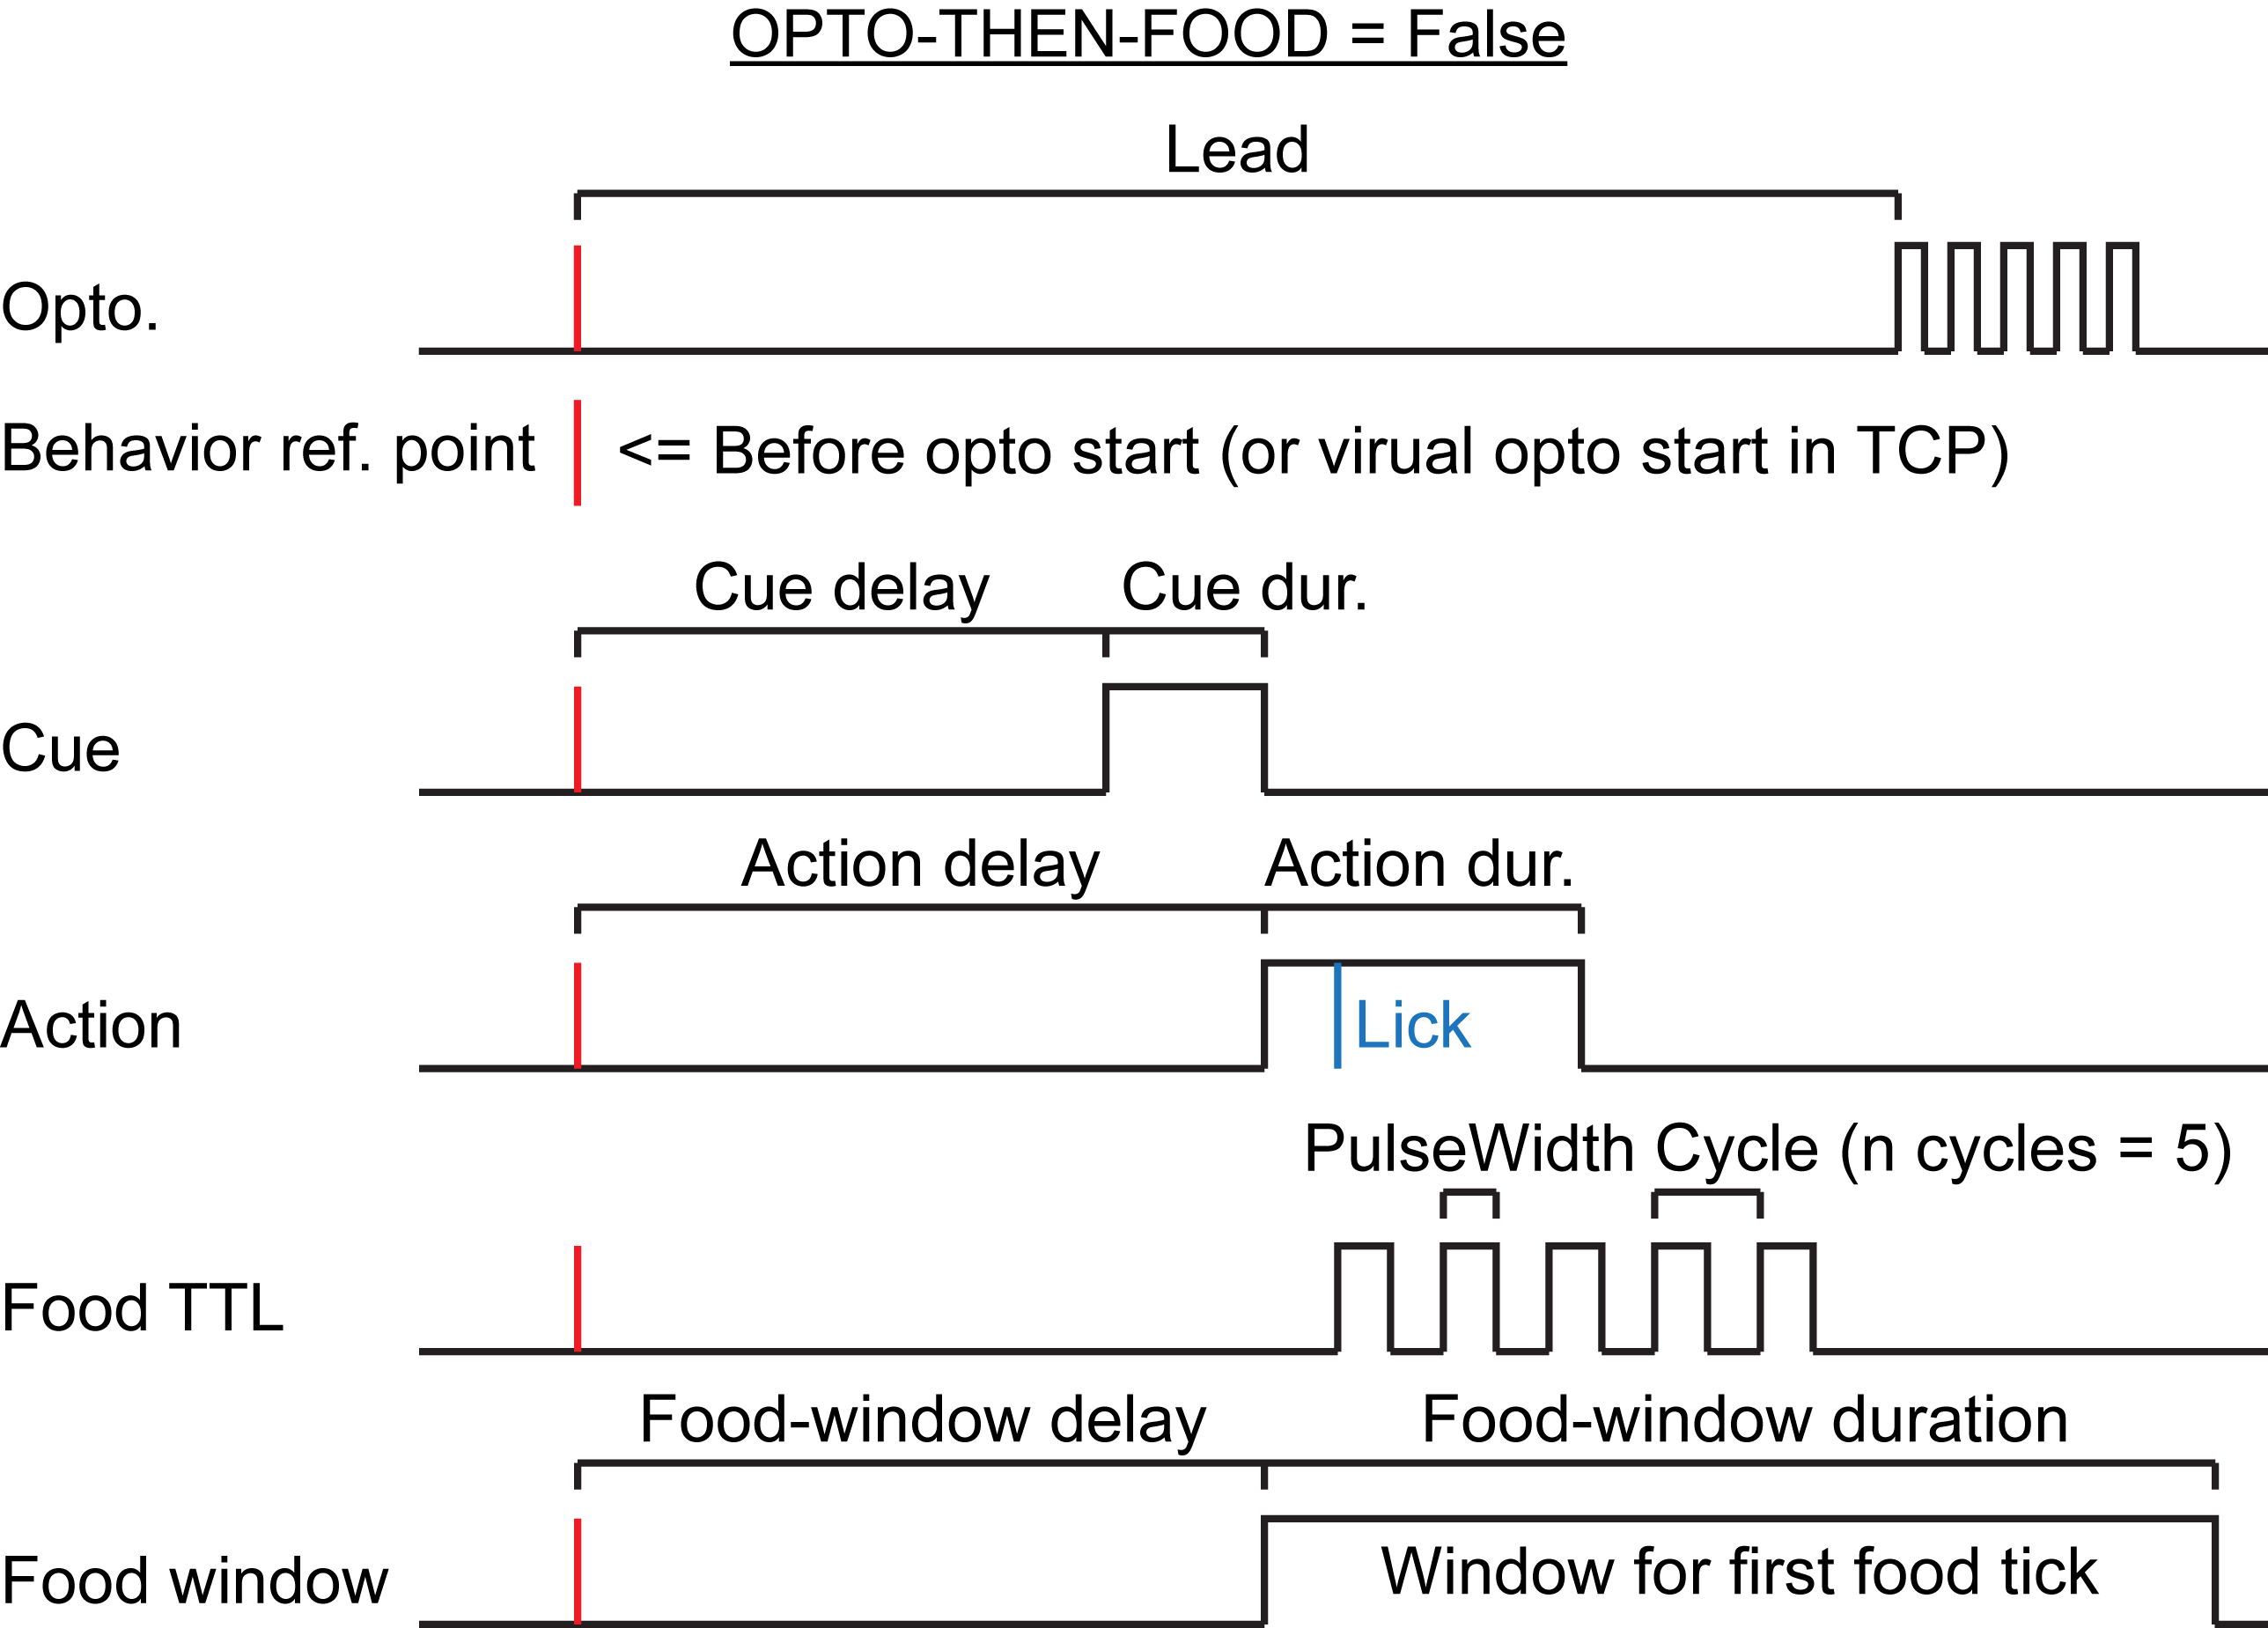 OPTO-THEN-FOOD = False
Lead
Opto.
Behavior ref. point <= Before opto start (or virual opto start in TCP)
Cue delay Cue dur.
Cue
Action delay Action dur.
Action Lick
PulseWidth Cycle (n cycles = 5)
Food TTL
Food-window delay Food-window duration
Food window Window for first food tick